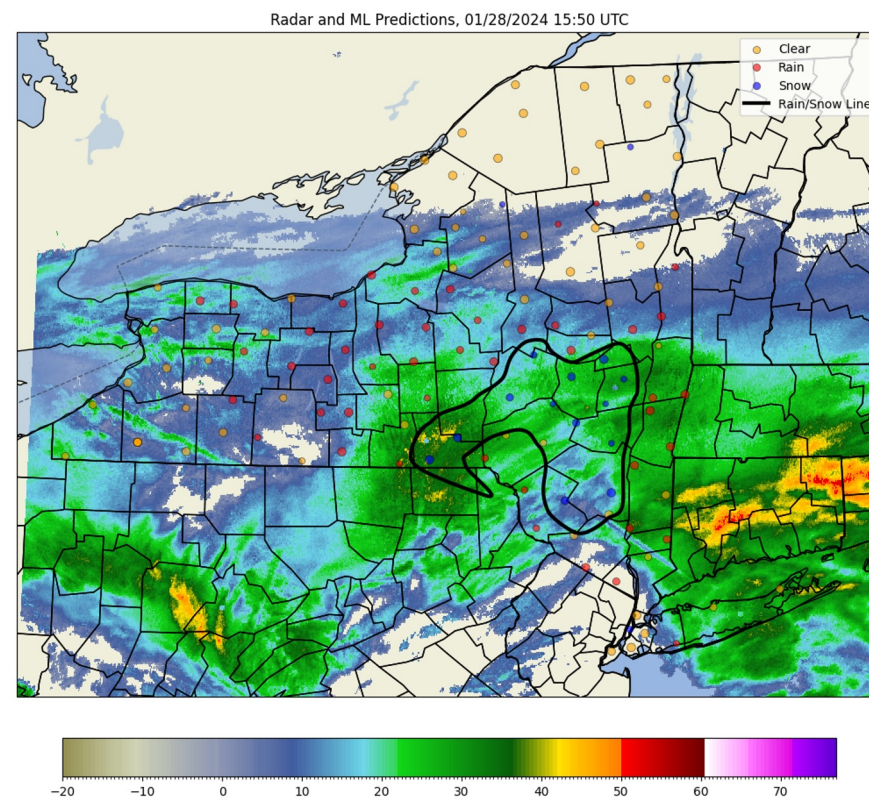 Radar and ML Predictions, 01/28/2024 15:50 UTC
Clear
Rain
Snow
Rain/Snow Line
−20 −10 0 10 20 30 40 50 60 70